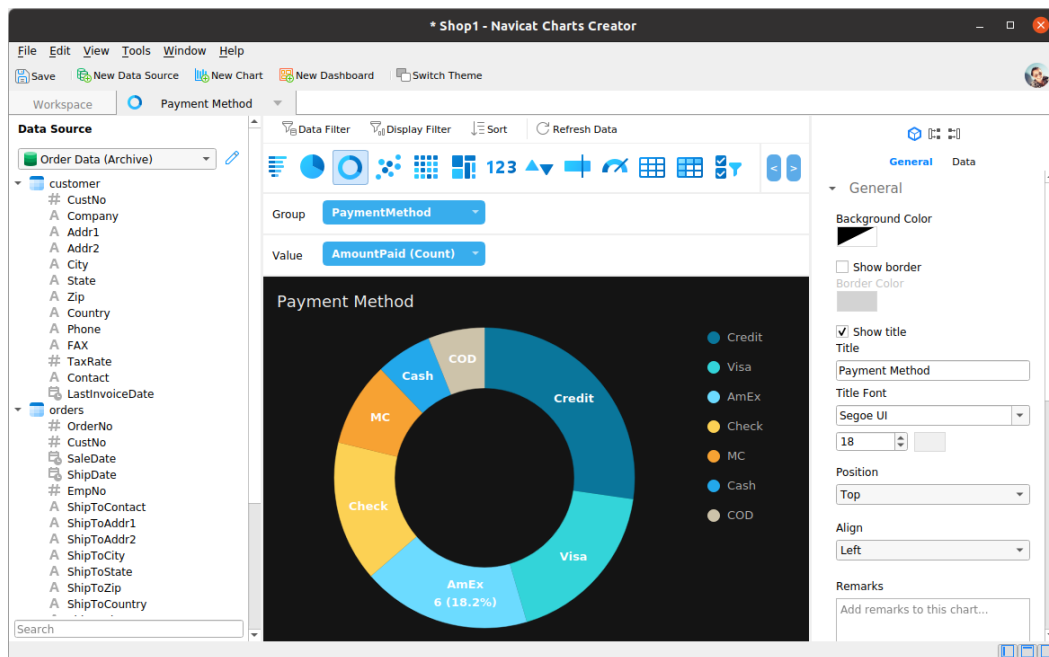 * Shop1 - Navicat Charts Creator
File Edit View Tools Window Help
Save New Data Source New Chart New Dashboard Switch Theme
Workspace Payment Method
Data Source
Order Data (Archive)
customer
# CustNo
A Company
A Addr1
A Addr2
A City
A State
A Zip
A Country
A Phone
A FAX
# TaxRate
A Contact
LastInvoiceDate
orders
# OrderNo
# CustNo
SaleDate
ShipDate
# EmpNo
A ShipToContact
A ShipToAddr1
A ShipToAddr2
A ShipToCity
A ShipToState
A ShipToZip
A ShipToCountry
Search
Data Filter Display Filter Sort Refresh Data
123
< >
Group PaymentMethod
Value AmountPaid (Count)
Payment Method
COD
Cash
MC
Check
AmEx
6 (18.2%)
Visa
Credit
Credit
Visa
AmEx
Check
MC
Cash
COD
General Data
General
Background Color
Show border
Border Color
Show title
Title
Payment Method
Title Font
Segoe UI
18
Position
Top
Align
Left
Remarks
Add remarks to this chart...